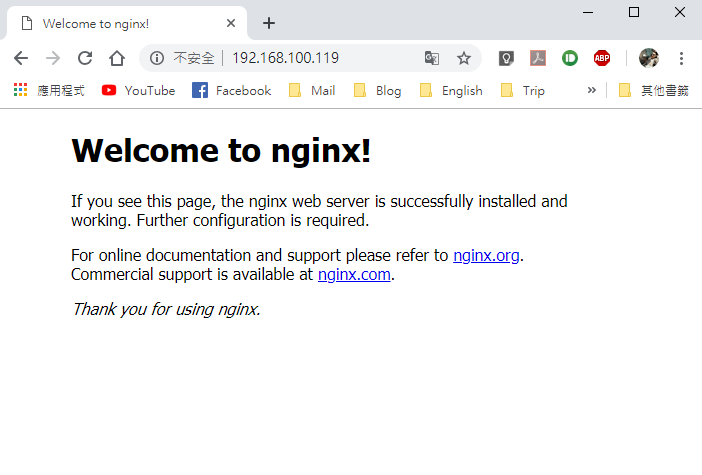 Welcome to nginx!
不安全 192.168.100.119
ABP
應用程式 YouTube Facebook Mail Blog English Trip » 其他書籤
Welcome to nginx!
If you see this page, the nginx web server is successfully installed and
working. Further configuration is required.
For online documentation and support please refer to nginx.org.
Commercial support is available at nginx.com.
Thank you for using nginx.